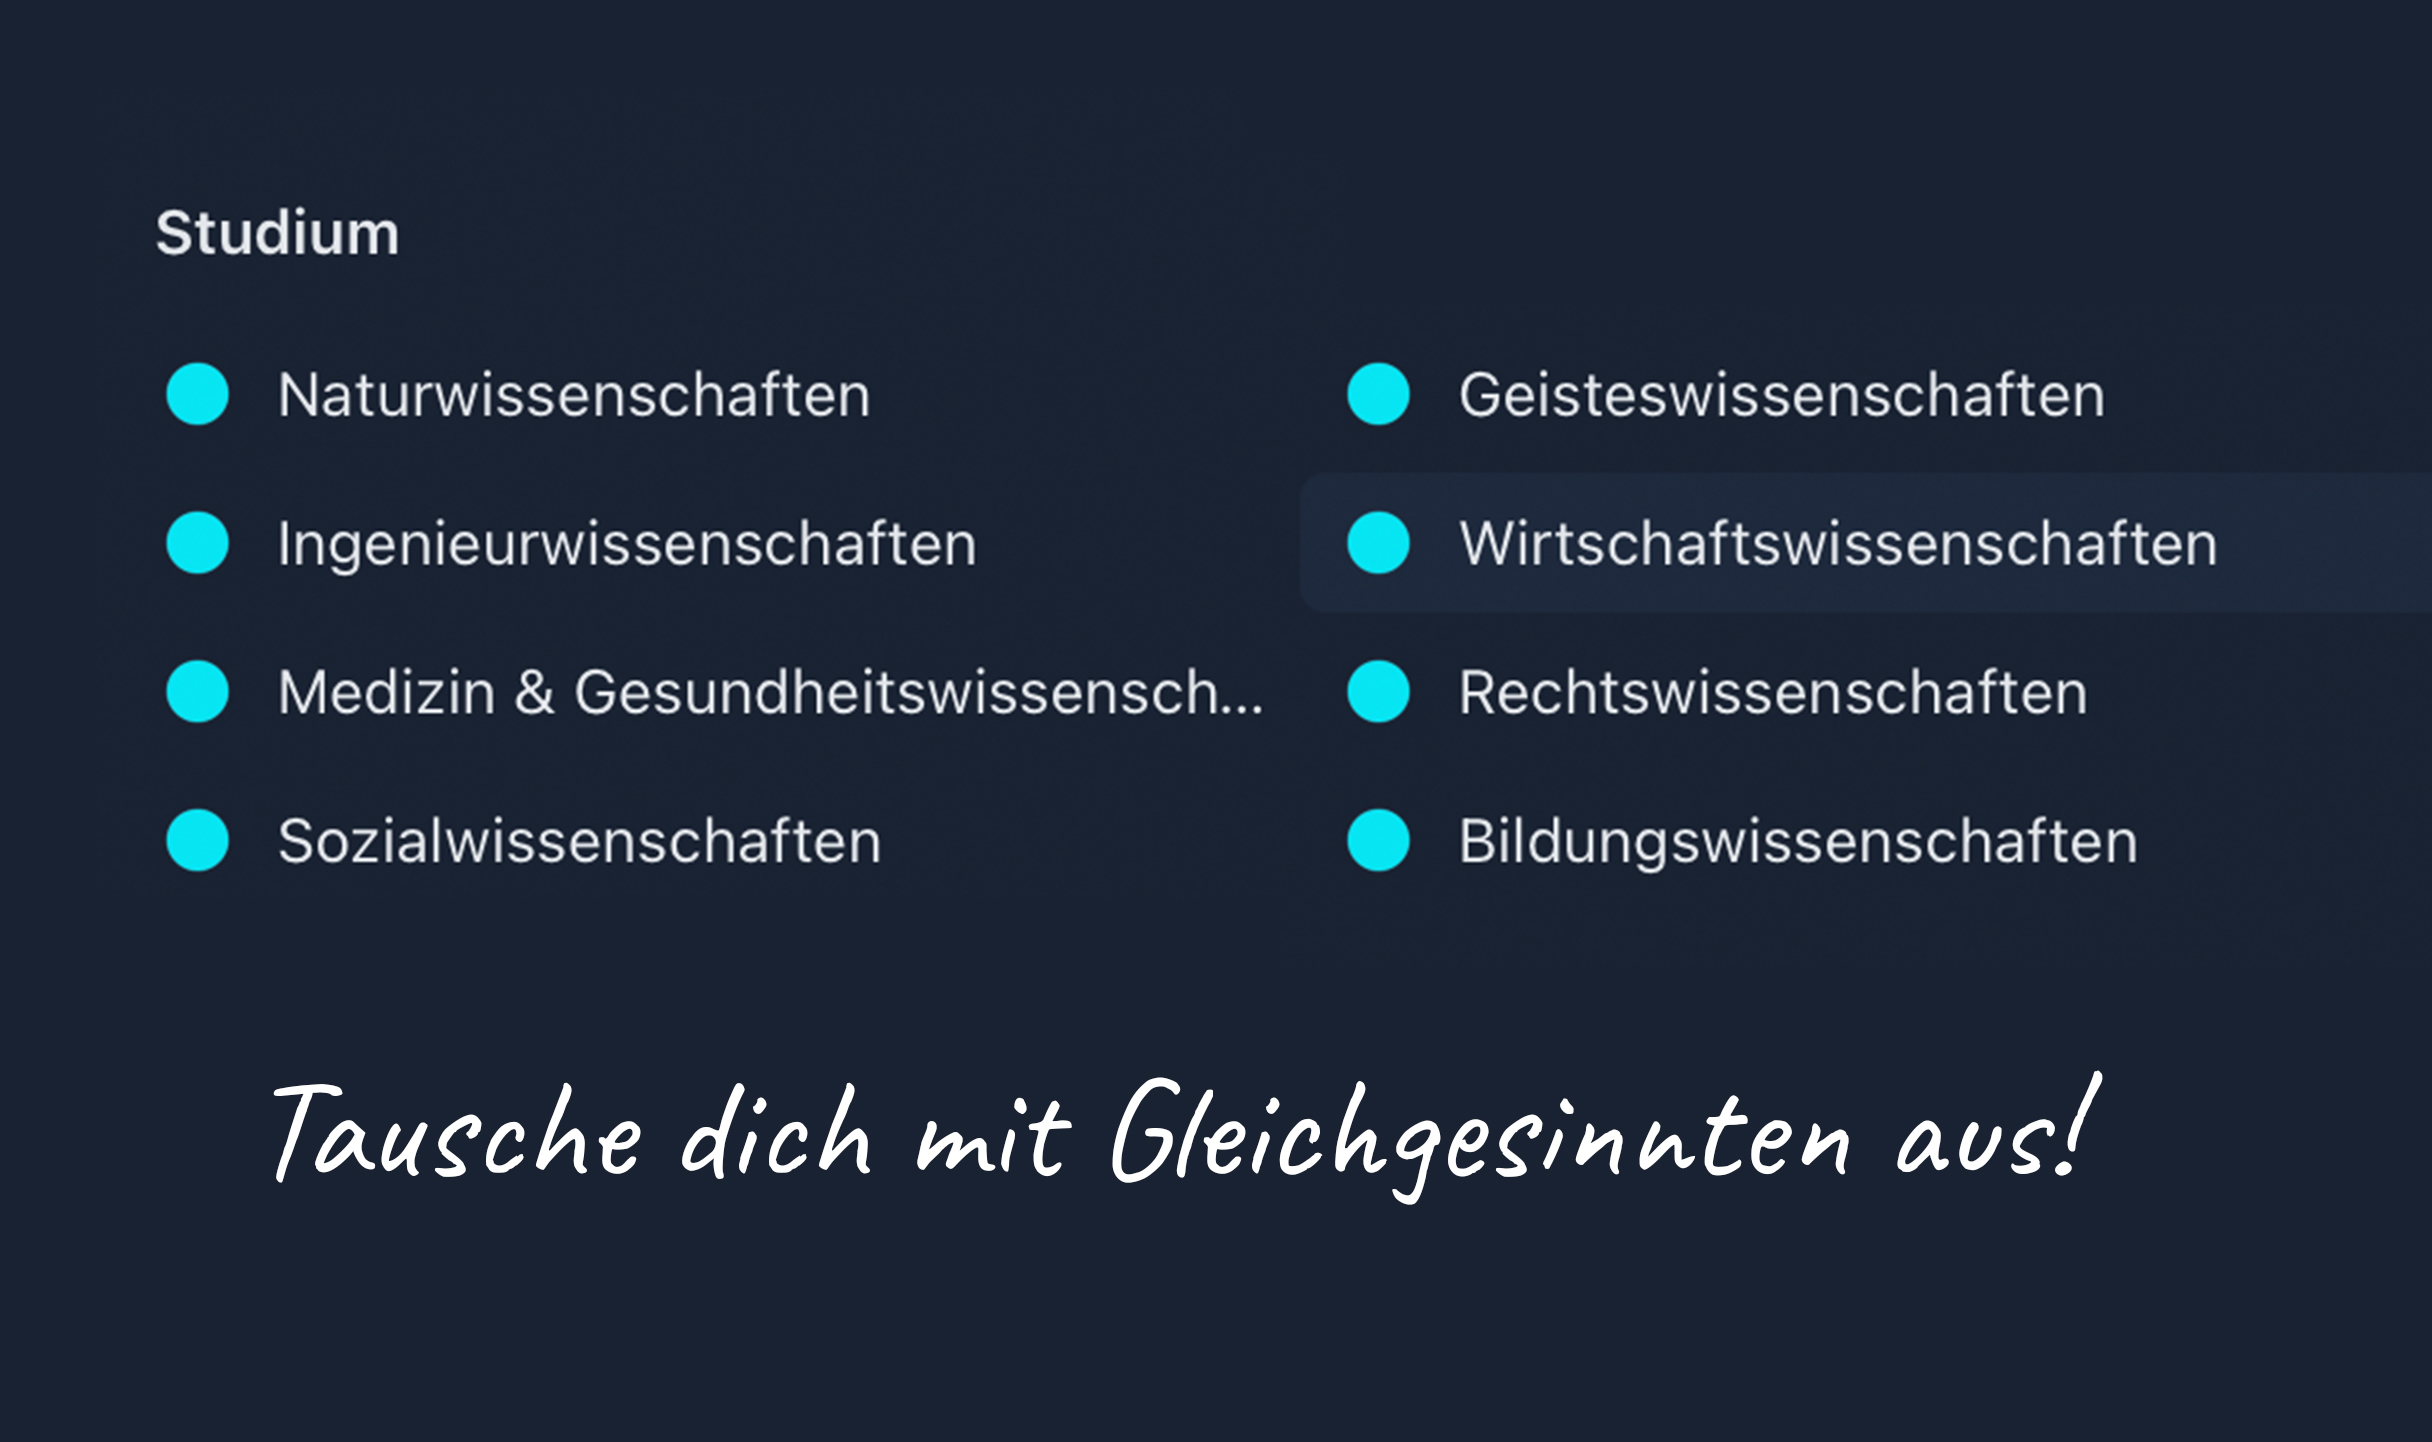 Studium
Naturwissenschaften
Geisteswissenschaften
Ingenieurwissenschaften
Wirtschaftswissenschaften
Medizin & Gesundheitswissensch...
Rechtswissenschaften
Sozialwissenschaften
Bildungswissenschaften
Tausche dich mit Gleichgesinnten aus!